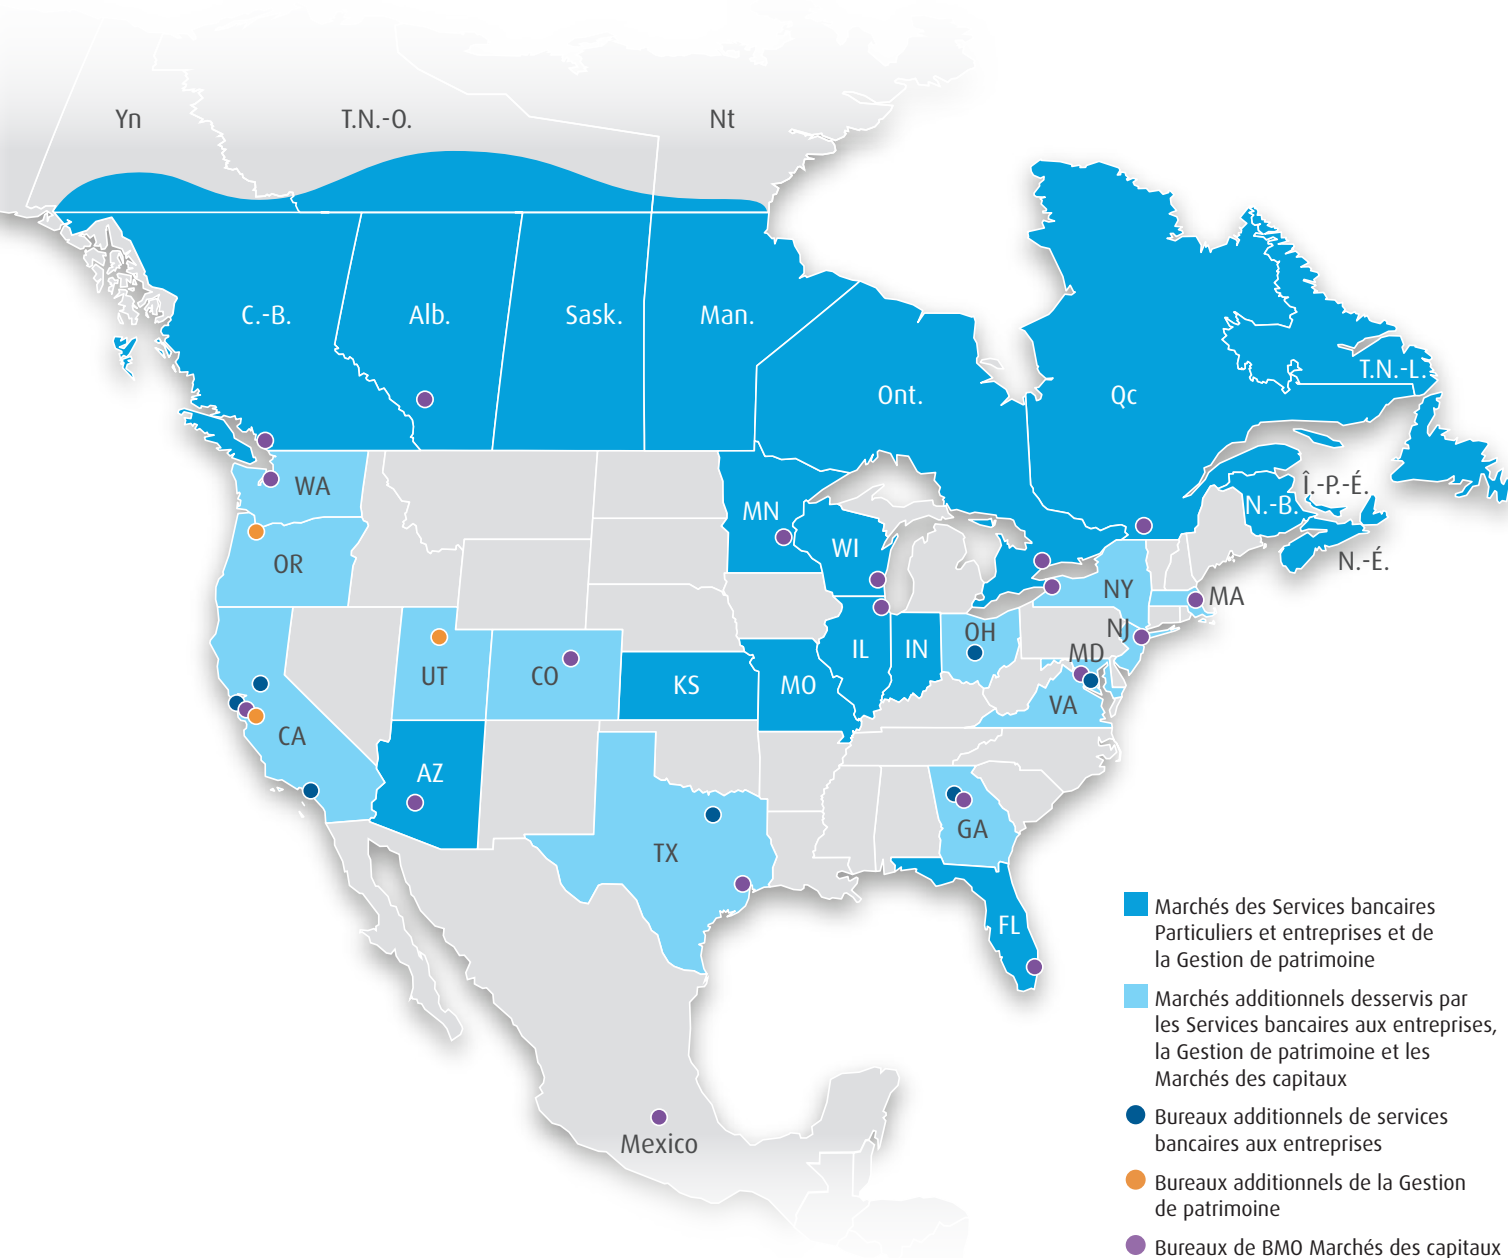 Yn
T.N.-O.
Nt
C.-B.
Alb.
Sask.
Man.
Ont.
Qc
T.N.-L.
Î.-P.-É.
N.-B.
N.-É.
WA
OR
MN
WI
NY
MA
NJ
OH
MD
IL
IN
UT
CO
KS
MO
VA
CA
AZ
TX
GA
FL
Mexico
Marchés des Services bancaires
Particuliers et entreprises et de
la Gestion de patrimoine
Marchés additionnels desservis par
les Services bancaires aux entreprises,
la Gestion de patrimoine et les
Marchés des capitaux
Bureaux additionnels de services
bancaires aux entreprises
Bureaux additionnels de la Gestion
de patrimoine
Bureaux de BMO Marchés des capitaux